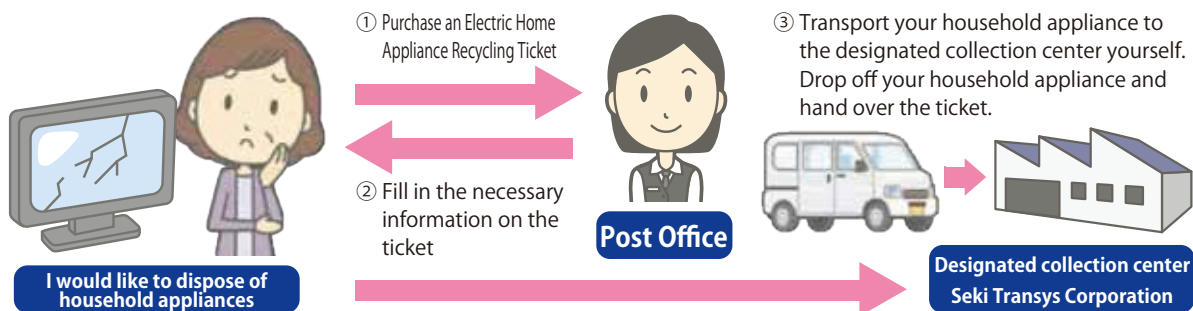 ① Purchase an Electric Home
Appliance Recycling Ticket
② Fill in the necessary
information on the
ticket
③ Transport your household appliance to
the designated collection center yourself.
Drop off your household appliance and
hand over the ticket.
Post Office
I would like to dispose of
household appliances
Designated collection center
Seki Transys Corporation